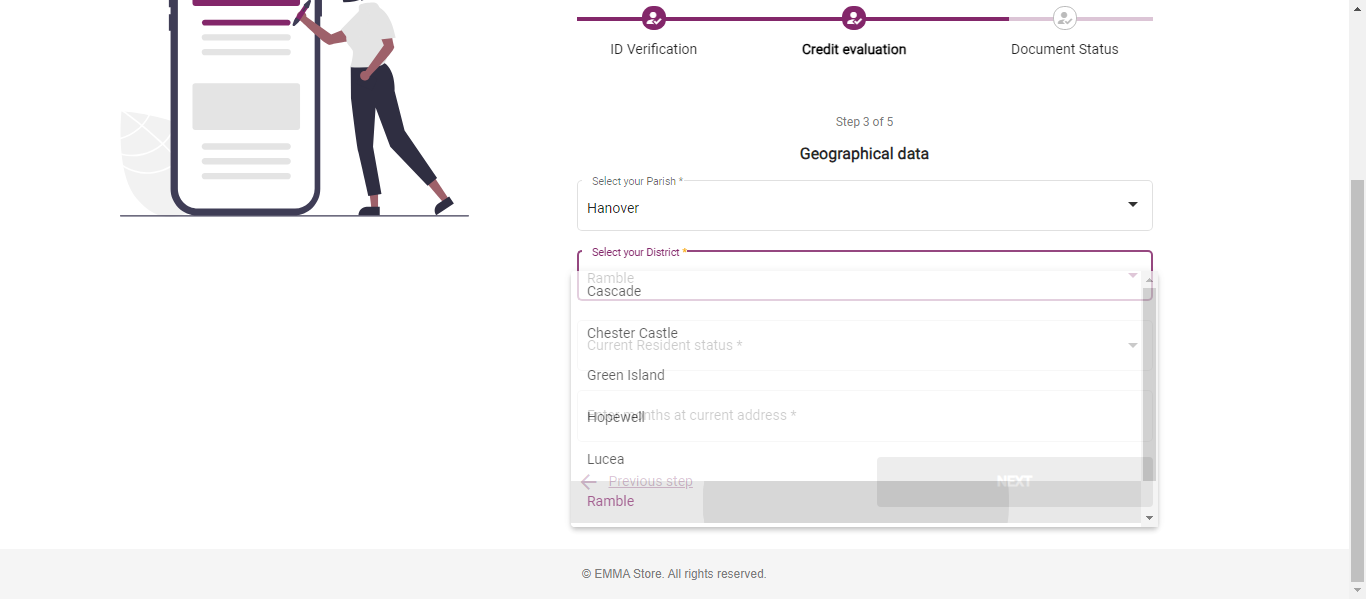 ID Verification
Credit evaluation
Document Status
Step 3 of 5
Geographical data
Select your Parish *
Hanover
Select your District *
Ramble
Cascade
Chester Castle
Current Resident status *
Green Island
Enter months at current address *
Hopewell
Lucea
Previous step
NEXT
Ramble
© EMMA Store. All rights reserved.